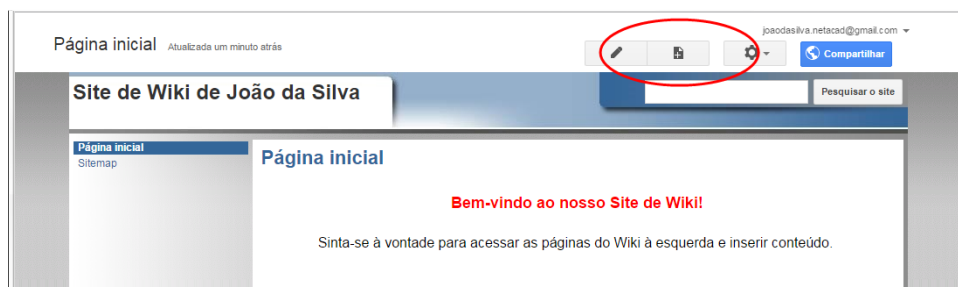 joaodasilva.netacad@gmail.com
Página inicial Atualizada um minuto atrás
Compartilhar
Site de Wiki de João da Silva
Pesquisar o site
Página inicial
Sitemap
Página inicial
Bem-vindo ao nosso Site de Wiki!
Sinta-se à vontade para acessar as páginas do Wiki à esquerda e inserir conteúdo.